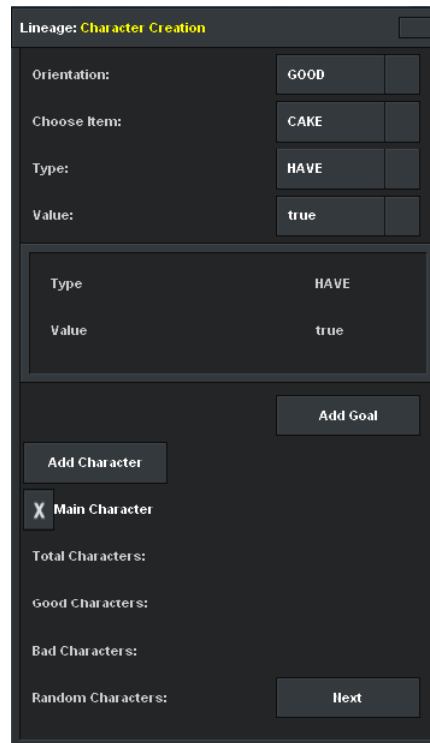 Lineage: Character Creation
Orientation: GOOD
Choose Item: CAKE
Type: HAVE
Value: true
Type HAVE
Value true
Add Goal
Add Character
X Main Character
Total Characters:
Good Characters:
Bad Characters:
Random Characters: Next